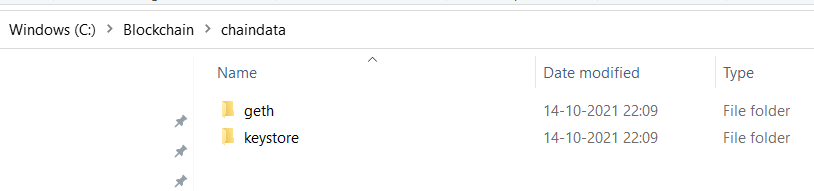 Windows (C:) > Blockchain > chaindata
Name Date modified Type
geth 14-10-2021 22:09 File folder
keystore 14-10-2021 22:09 File folder